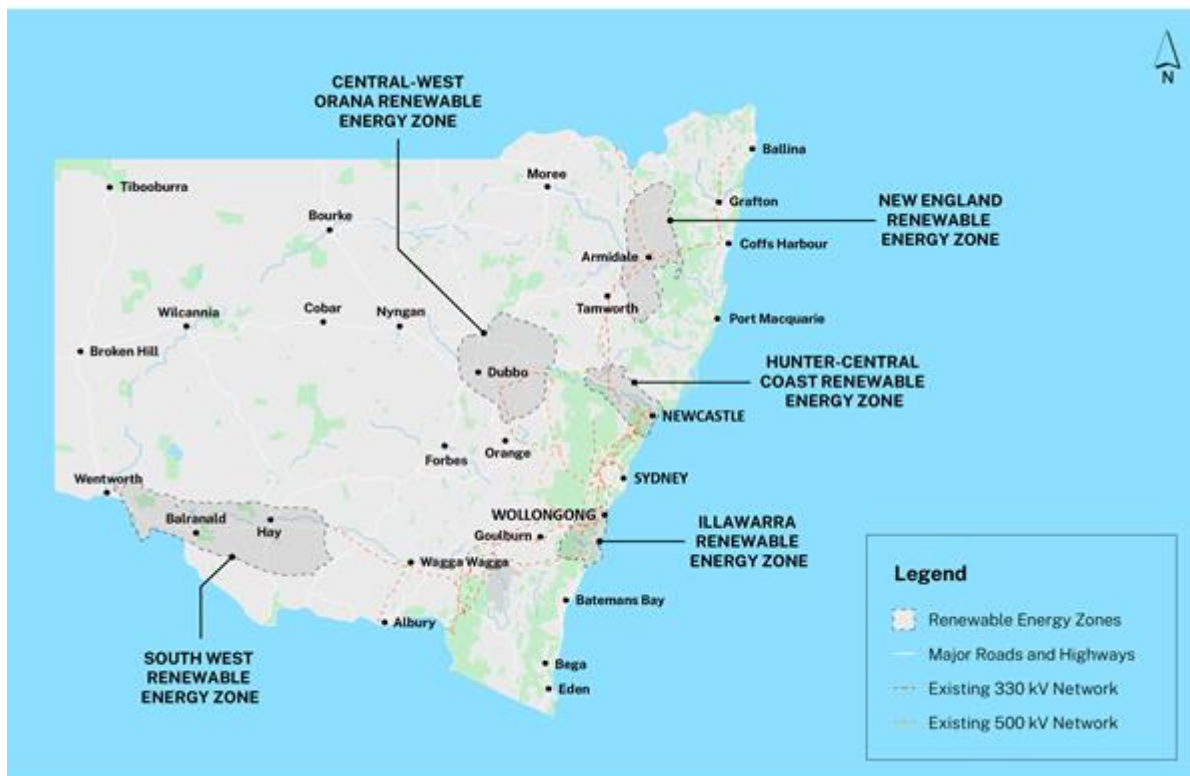 CENTRAL-WEST
ORANA RENEWABLE
ENERGY ZONE
N
Ballina
Moree
Tibooburra
Grafton
NEW ENGLAND
RENEWABLE
ENERGY ZONE
Bourke
Coffs Harbour
Armidale
Tamworth
Wilcannia
Cobar
Nyngan
Port Macquarie
Broken Hill
Dubbo
HUNTER-CENTRAL
COAST RENEWABLE
ENERGY ZONE
NEWCASTLE
Orange
Forbes
Wentworth
SYDNEY
Balranald
Hay
WOLLONGONG
Goulburn
ILLAWARRA
RENEWABLE
ENERGY ZONE
Wagga Wagga
Batemans Bay
Albury
SOUTH WEST
RENEWABLE
ENERGY ZONE
Bega
Eden
Legend
Renewable Energy Zones
Major Roads and Highways
Existing 330 kV Network
Existing 500 kV Network